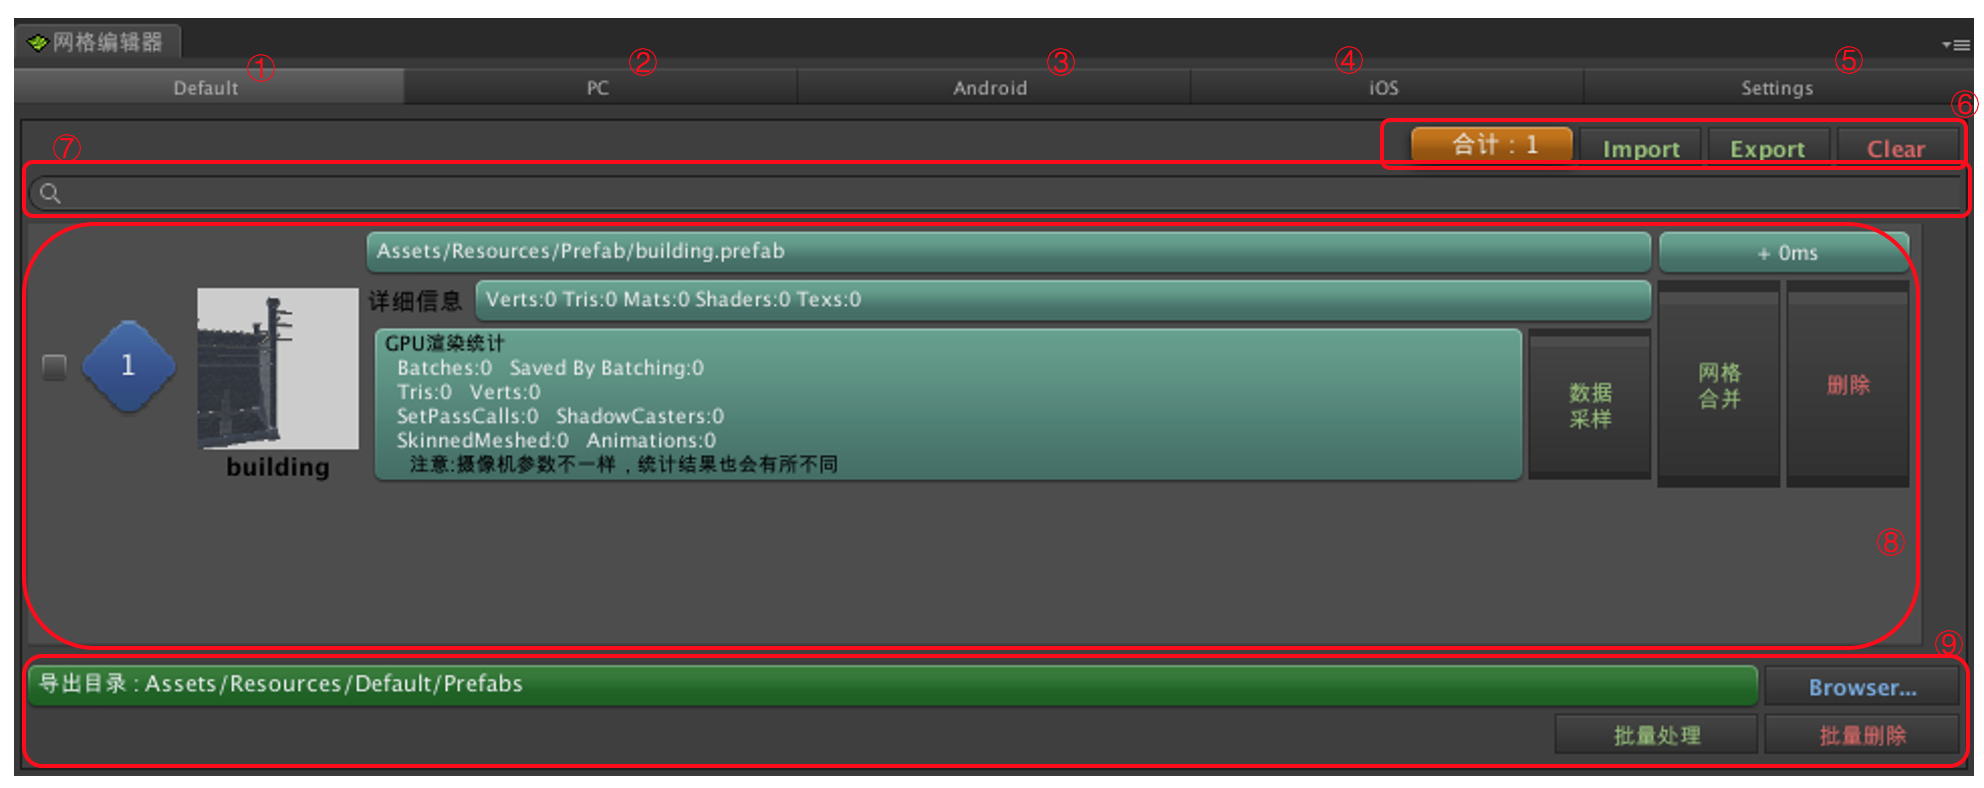 网格编辑器
① ② ③ ④ ⑤
Default PC Android iOS Settings
⑥
合计：1 Import Export Clear
⑦
Assets/Resources/Prefab/building.prefab + 0ms
详细信息 Verts:0 Tris:0 Mats:0 Shaders:0 Texs:0
GPU渲染统计
Batches:0 Saved By Batching:0
Tris:0 Verts:0
SetPassCalls:0 ShadowCasters:0
SkinnedMeshed:0 Animations:0
注意:摄像机参数不一样，统计结果也会有所不同
1
building
数据
采样
网格
合并
删除
⑧
⑨
导出目录 : Assets/Resources/Default/Prefabs Browser...
批量处理 批量删除